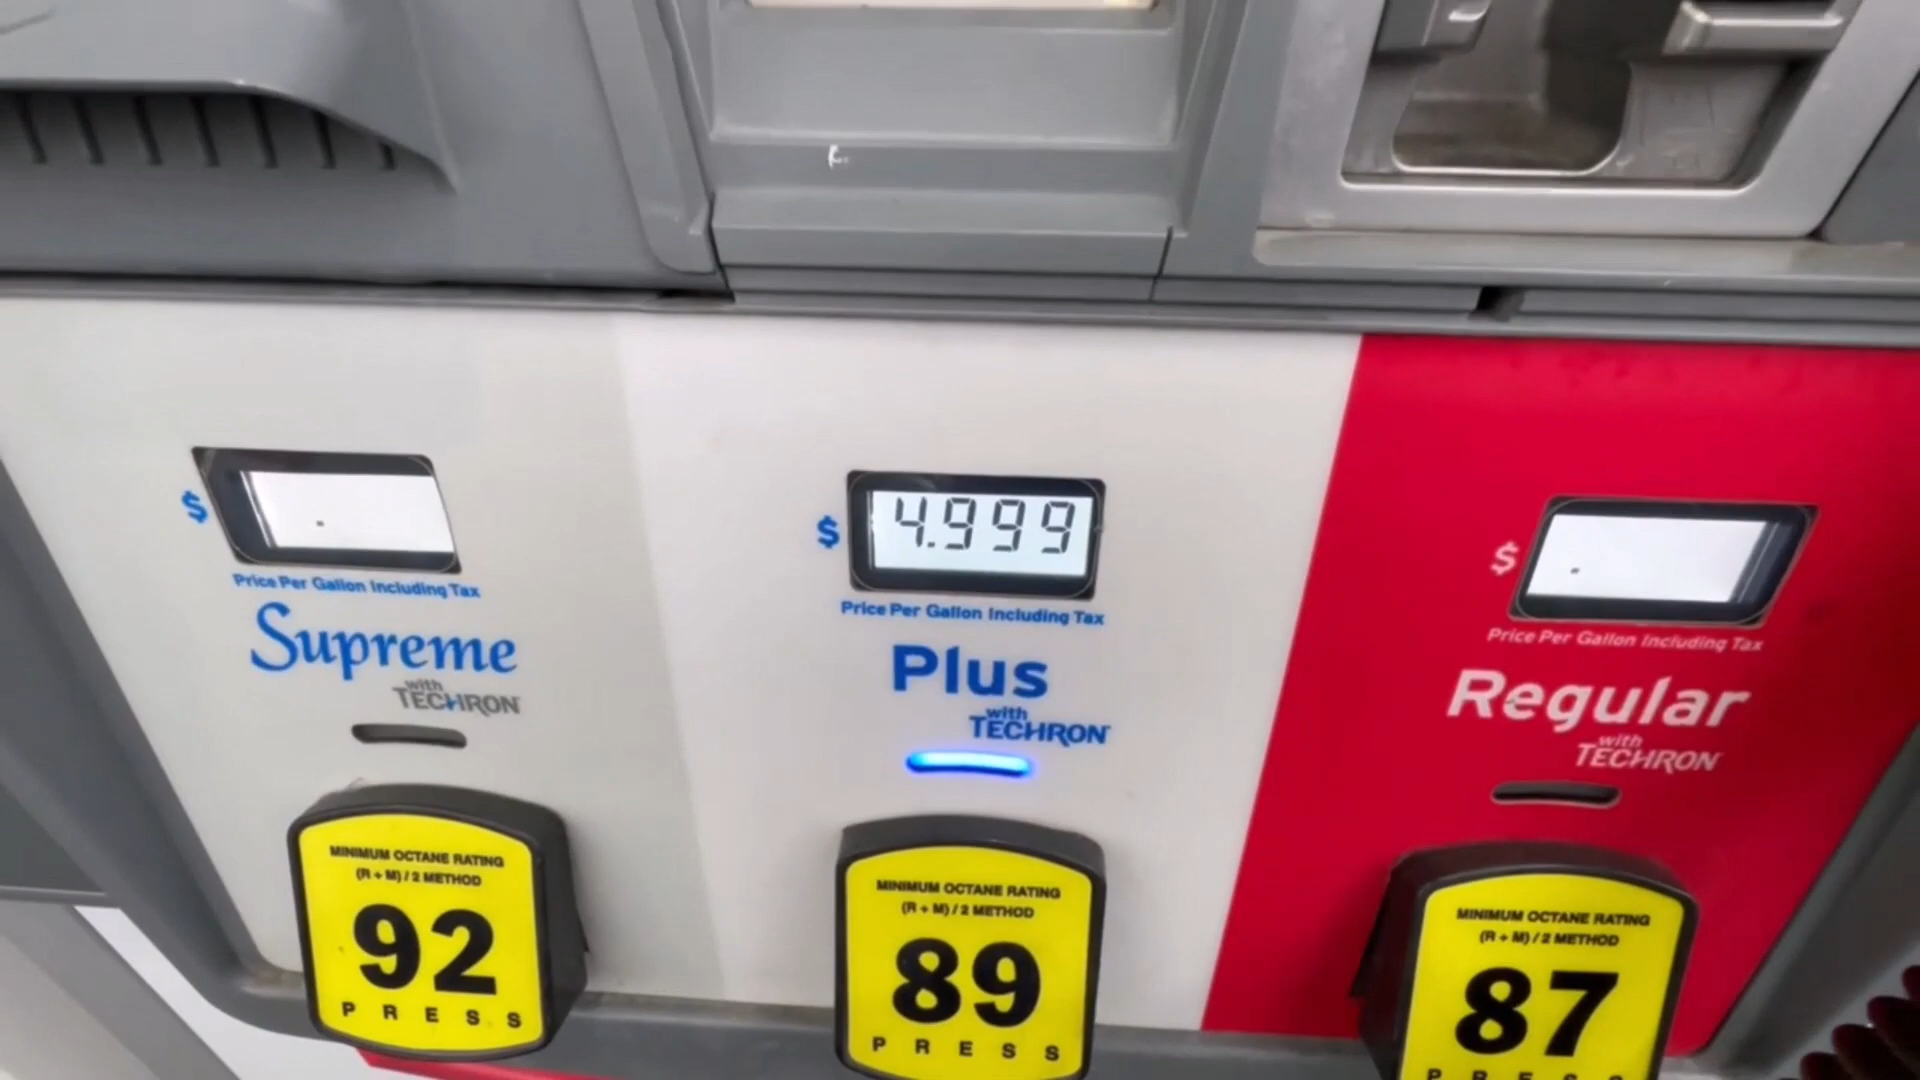 $ .
Price Per Gallon Including Tax
Supreme
with
TECHRON
MINIMUM OCTANE RATING
(R + M) / 2 METHOD
92
PRESS
$ 4.999
Price Per Gallon Including Tax
Plus
with
TECHRON
MINIMUM OCTANE RATING
(R + M) / 2 METHOD
89
PRESS
$ .
Price Per Gallon Including Tax
Regular
with
TECHRON
MINIMUM OCTANE RATING
(R + M) / 2 METHOD
87
PRESS